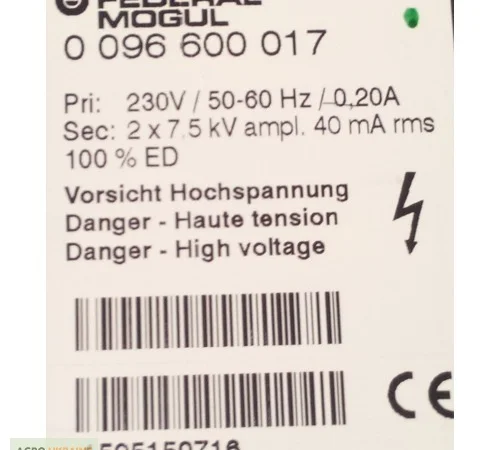 FEDERAL
MOGUL
0 096 600 017
Pri: 230V / 50-60 Hz / 0,20A
Sec: 2 x 7.5 kV ampl. 40 mA rms
100 % ED
Vorsicht Hochspannung
Danger - Haute tension
Danger - High voltage
CE